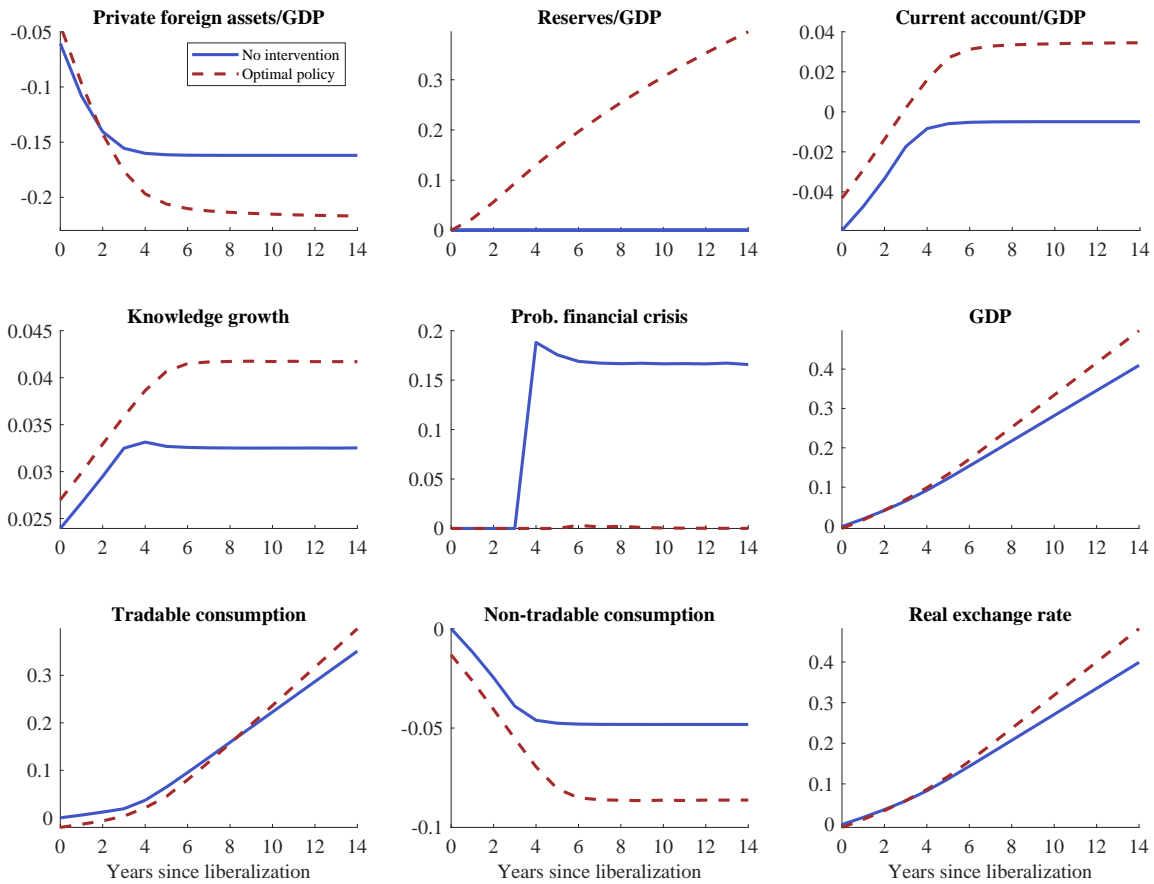 Private foreign assets/GDP
-0.05
-0.1
-0.15
-0.2
0 2 4 6 8 10 12 14
No intervention
Optimal policy
Reserves/GDP
0.3
0.2
0.1
0
0 2 4 6 8 10 12 14
Current account/GDP
0.04
0.02
0
-0.02
-0.04
0 2 4 6 8 10 12 14
Knowledge growth
0.045
0.04
0.035
0.03
0.025
0 2 4 6 8 10 12 14
Prob. financial crisis
0.2
0.15
0.1
0.05
0
0 2 4 6 8 10 12 14
GDP
0.4
0.3
0.2
0.1
0
0 2 4 6 8 10 12 14
Tradable consumption
0.3
0.2
0.1
0
0 2 4 6 8 10 12 14
Years since liberalization
Non-tradable consumption
0
-0.05
-0.1
0 2 4 6 8 10 12 14
Years since liberalization
Real exchange rate
0.4
0.3
0.2
0.1
0
0 2 4 6 8 10 12 14
Years since liberalization